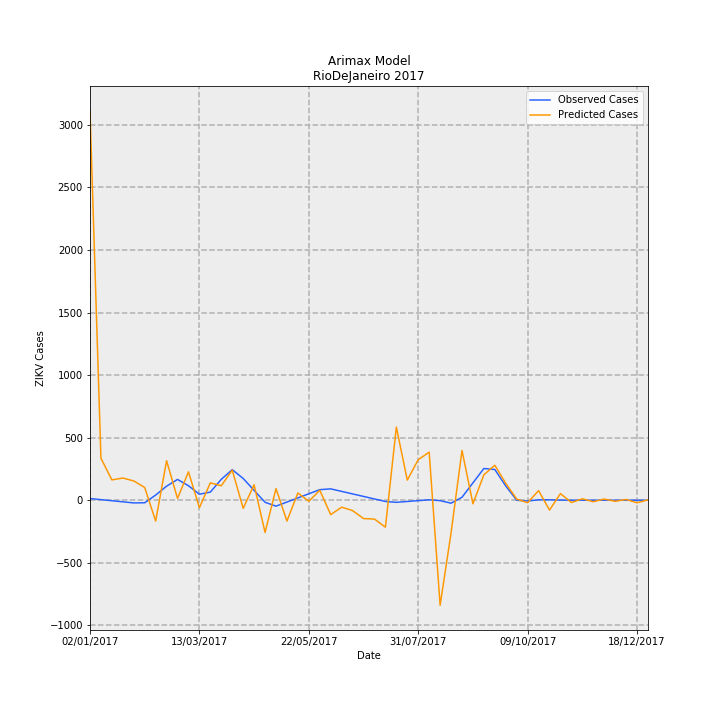 Arimax Model
RioDeJaneiro 2017
Observed Cases
Predicted Cases
3000
2500
2000
1500
1000
500
0
−500
−1000
ZIKV Cases
02/01/2017 13/03/2017 22/05/2017 31/07/2017 09/10/2017 18/12/2017
Date